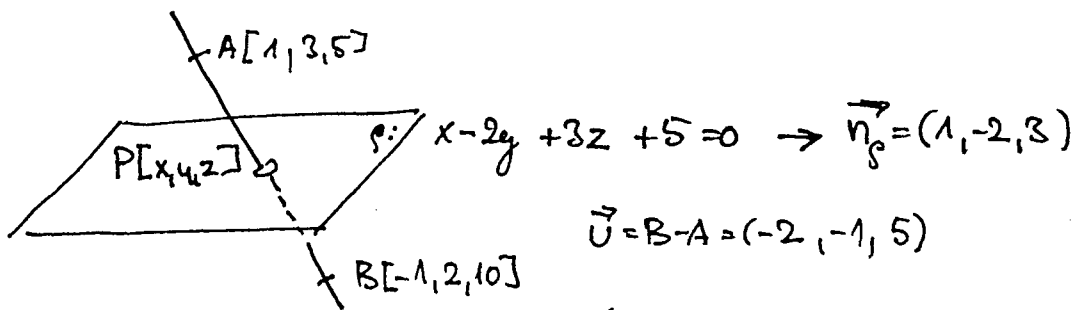 A[1,3,5]
ρ: x-2y+3z+5=0 → n⃗ρ=(1,-2,3)
P[x,y,z]
u⃗=B-A=(-2,-1,5)
B[-1,2,10]